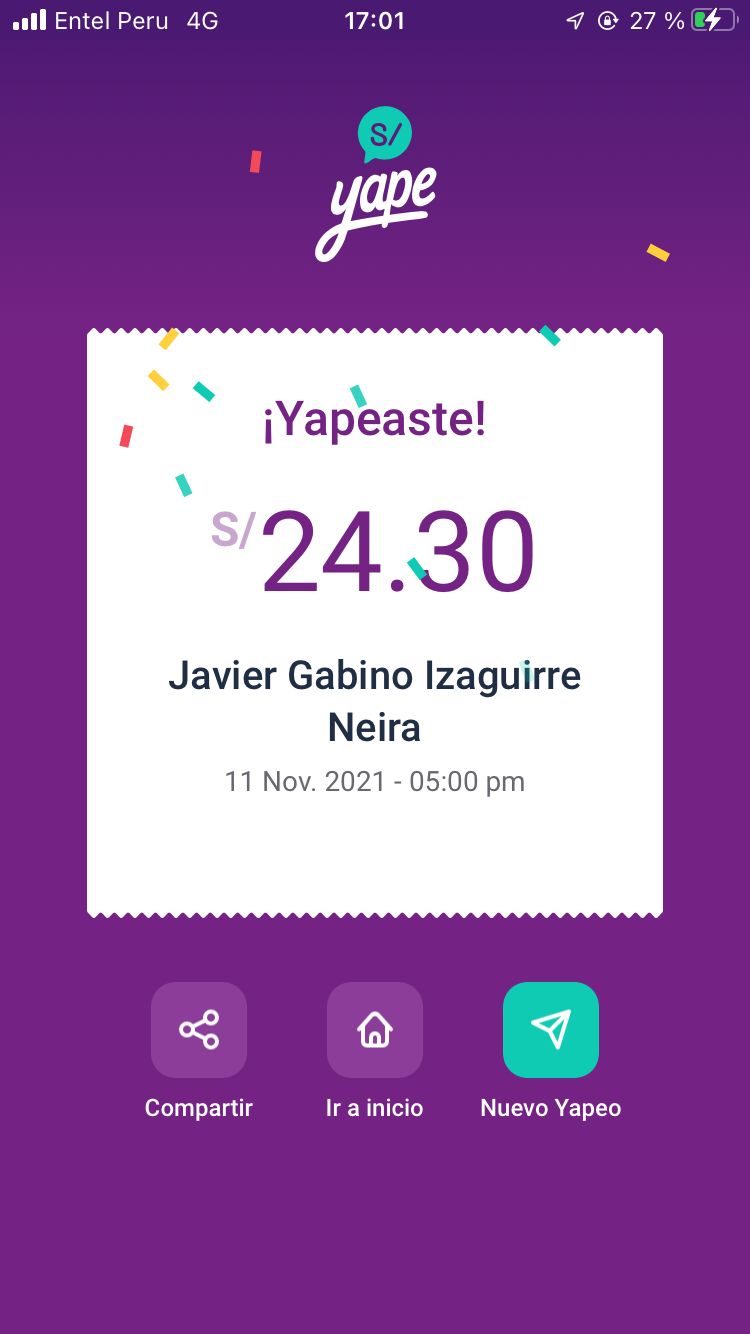 Entel Peru 4G 17:01 27 %
S/
yape
¡Yapeaste!
S/24.30
Javier Gabino Izaguirre
Neira
11 Nov. 2021 - 05:00 pm
Compartir Ir a inicio Nuevo Yapeo